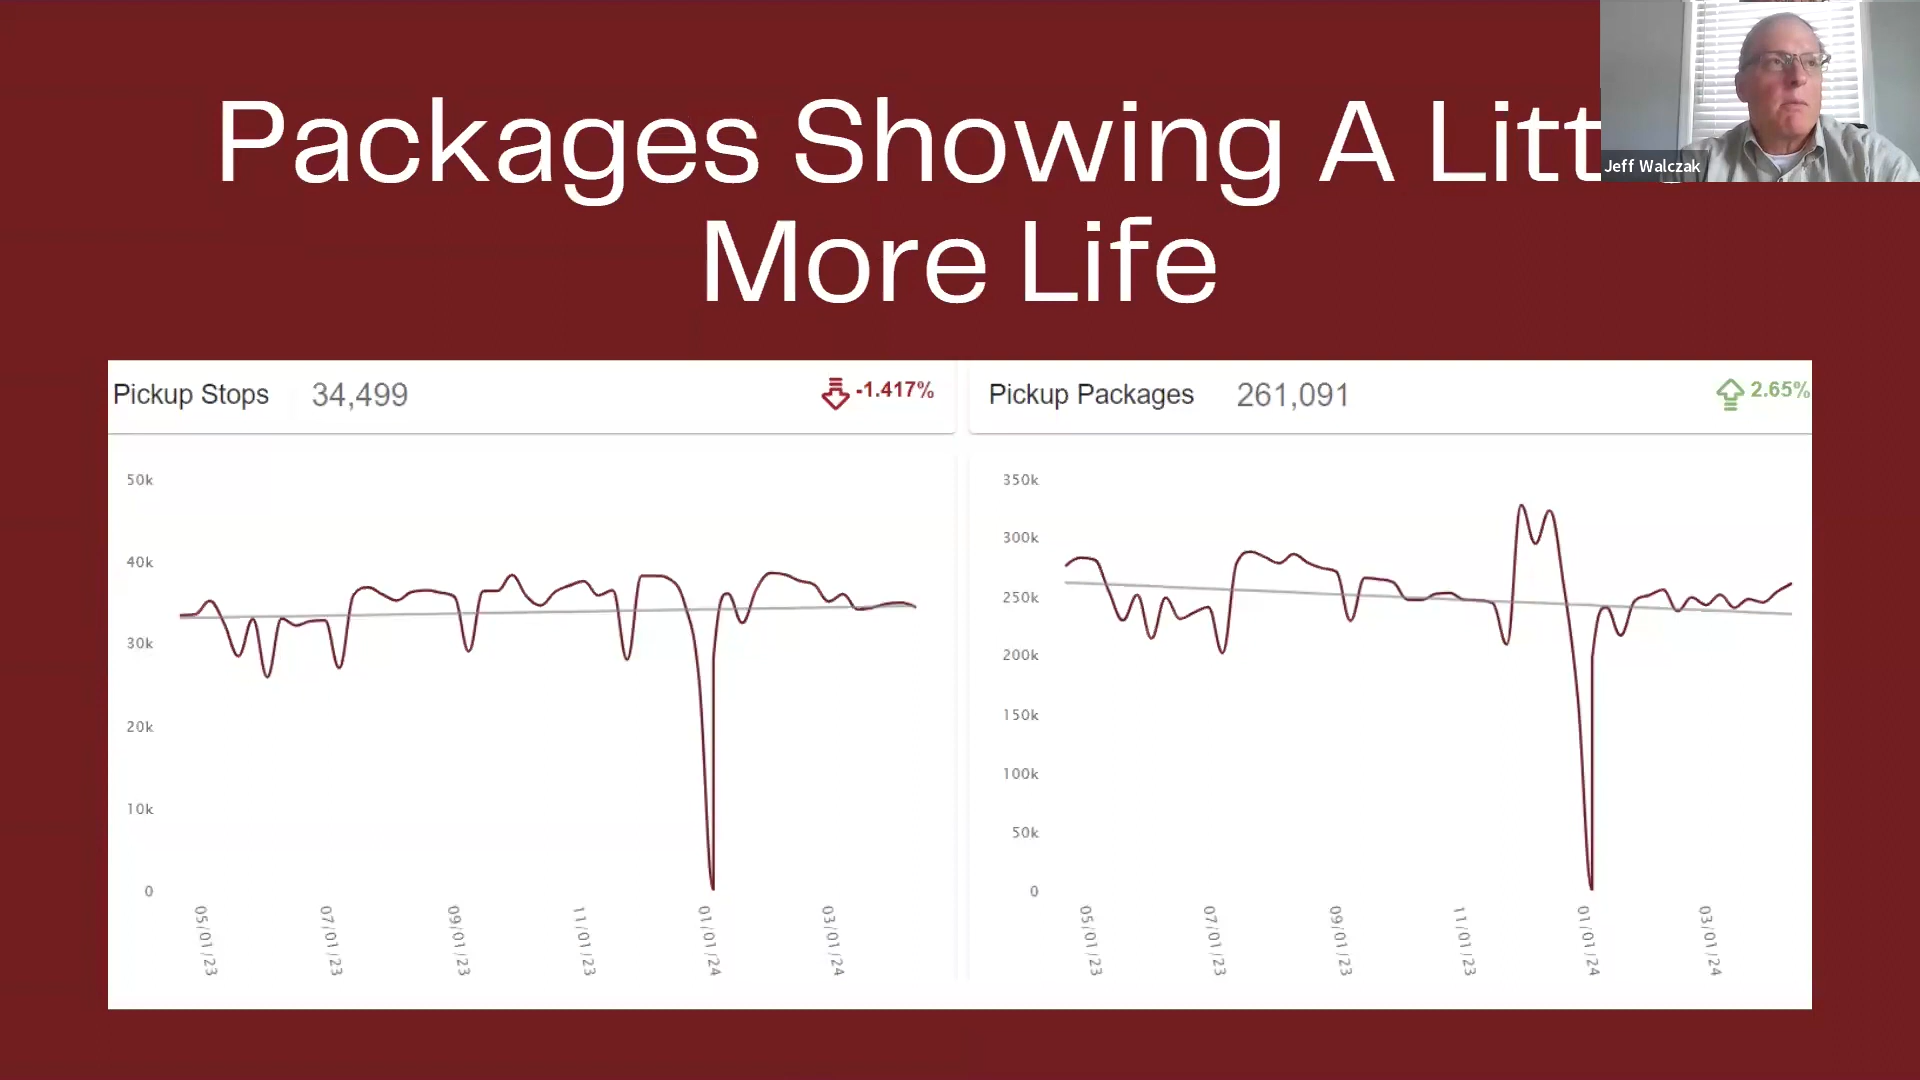 Packages Showing A Litt
More Life
Jeff Walczak
Pickup Stops 34,499 -1.417%
50k
40k
30k
20k
10k
0
05/01/23 07/01/23 09/01/23 11/01/23 01/01/24 03/01/24
Pickup Packages 261,091 2.65%
350k
300k
250k
200k
150k
100k
50k
0
05/01/23 07/01/23 09/01/23 11/01/23 01/01/24 03/01/24